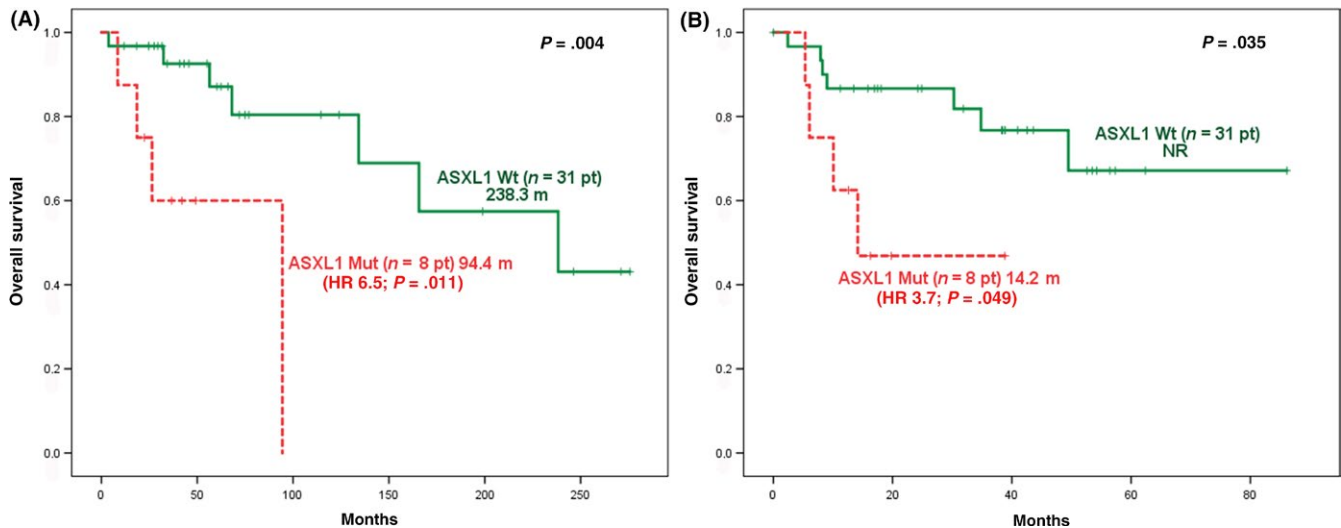 (A)
P = .004
1.0
0.8
0.6
0.4
0.2
0.0
Overall survival
ASXL1 Wt (n = 31 pt)
238.3 m
ASXL1 Mut (n = 8 pt) 94.4 m
(HR 6.5; P = .011)
0 50 100 150 200 250
Months
(B)
P = .035
1.0
0.8
0.6
0.4
0.2
0.0
Overall survival
ASXL1 Wt (n = 31 pt)
NR
ASXL1 Mut (n = 8 pt) 14.2 m
(HR 3.7; P = .049)
0 20 40 60 80
Months